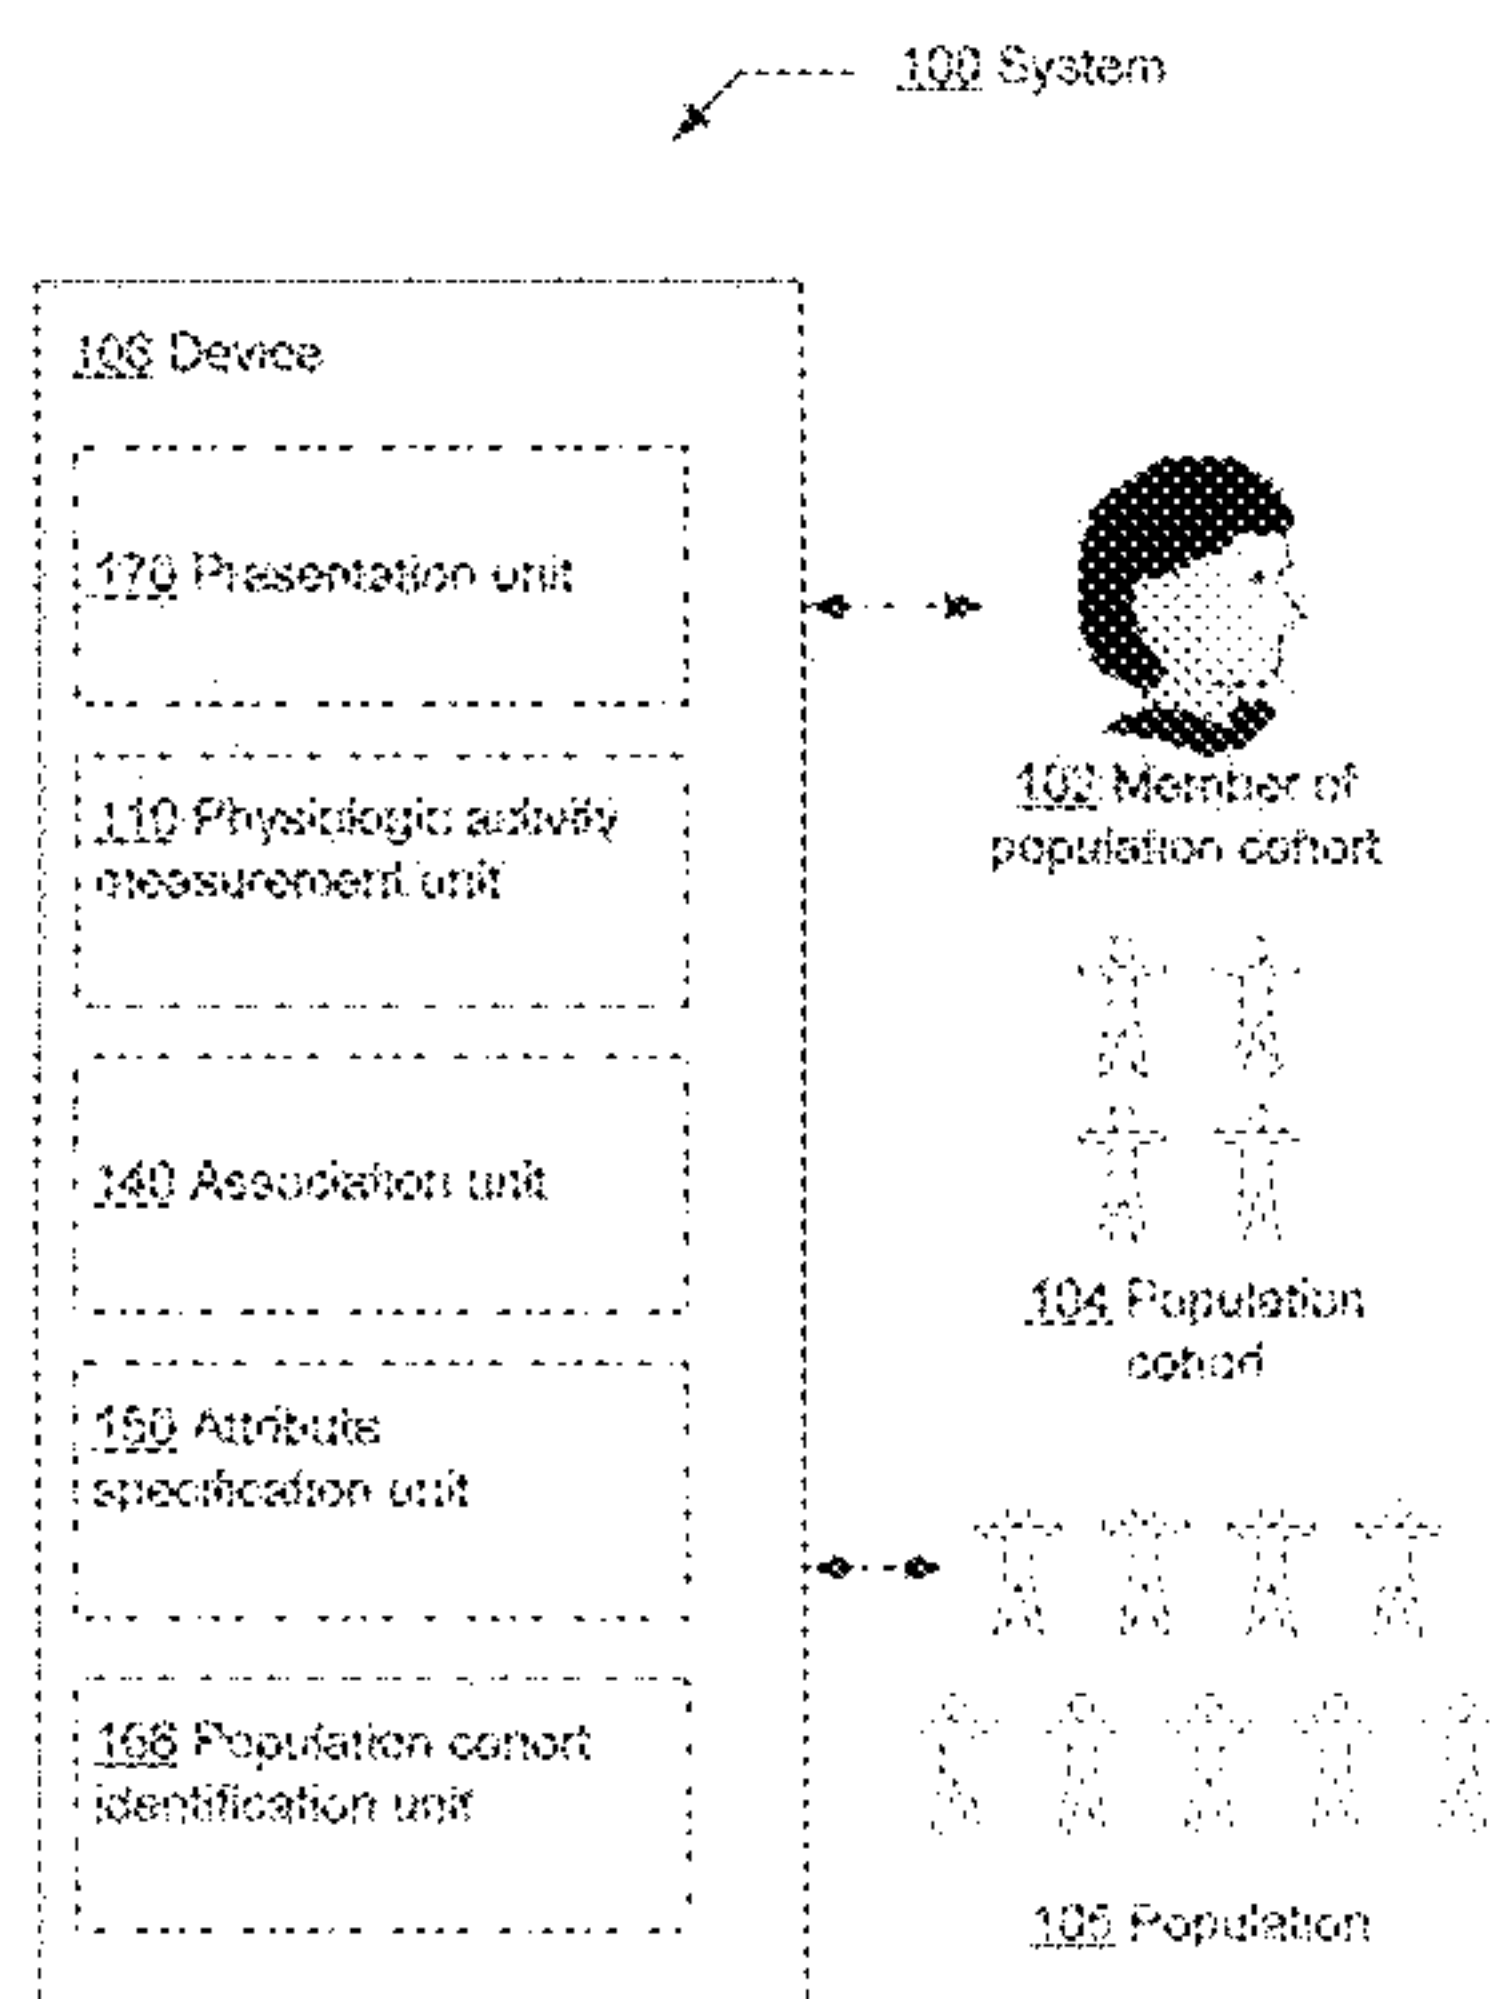 100 System
106 Device
170 Presentation unit
110 Physiologic activity
measurement unit
140 Association unit
150 Attribute
specification unit
166 Population cohort
identification unit
102 Member of
population cohort
104 Population
cohort
105 Population